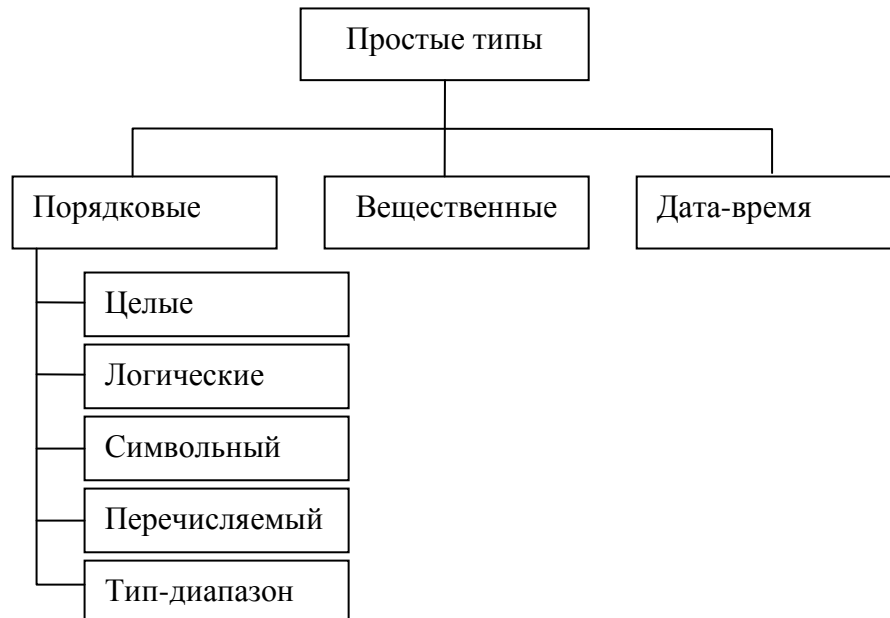 Простые типы
Порядковые
Вещественные
Дата-время
Целые
Логические
Символьный
Перечисляемый
Тип-диапазон